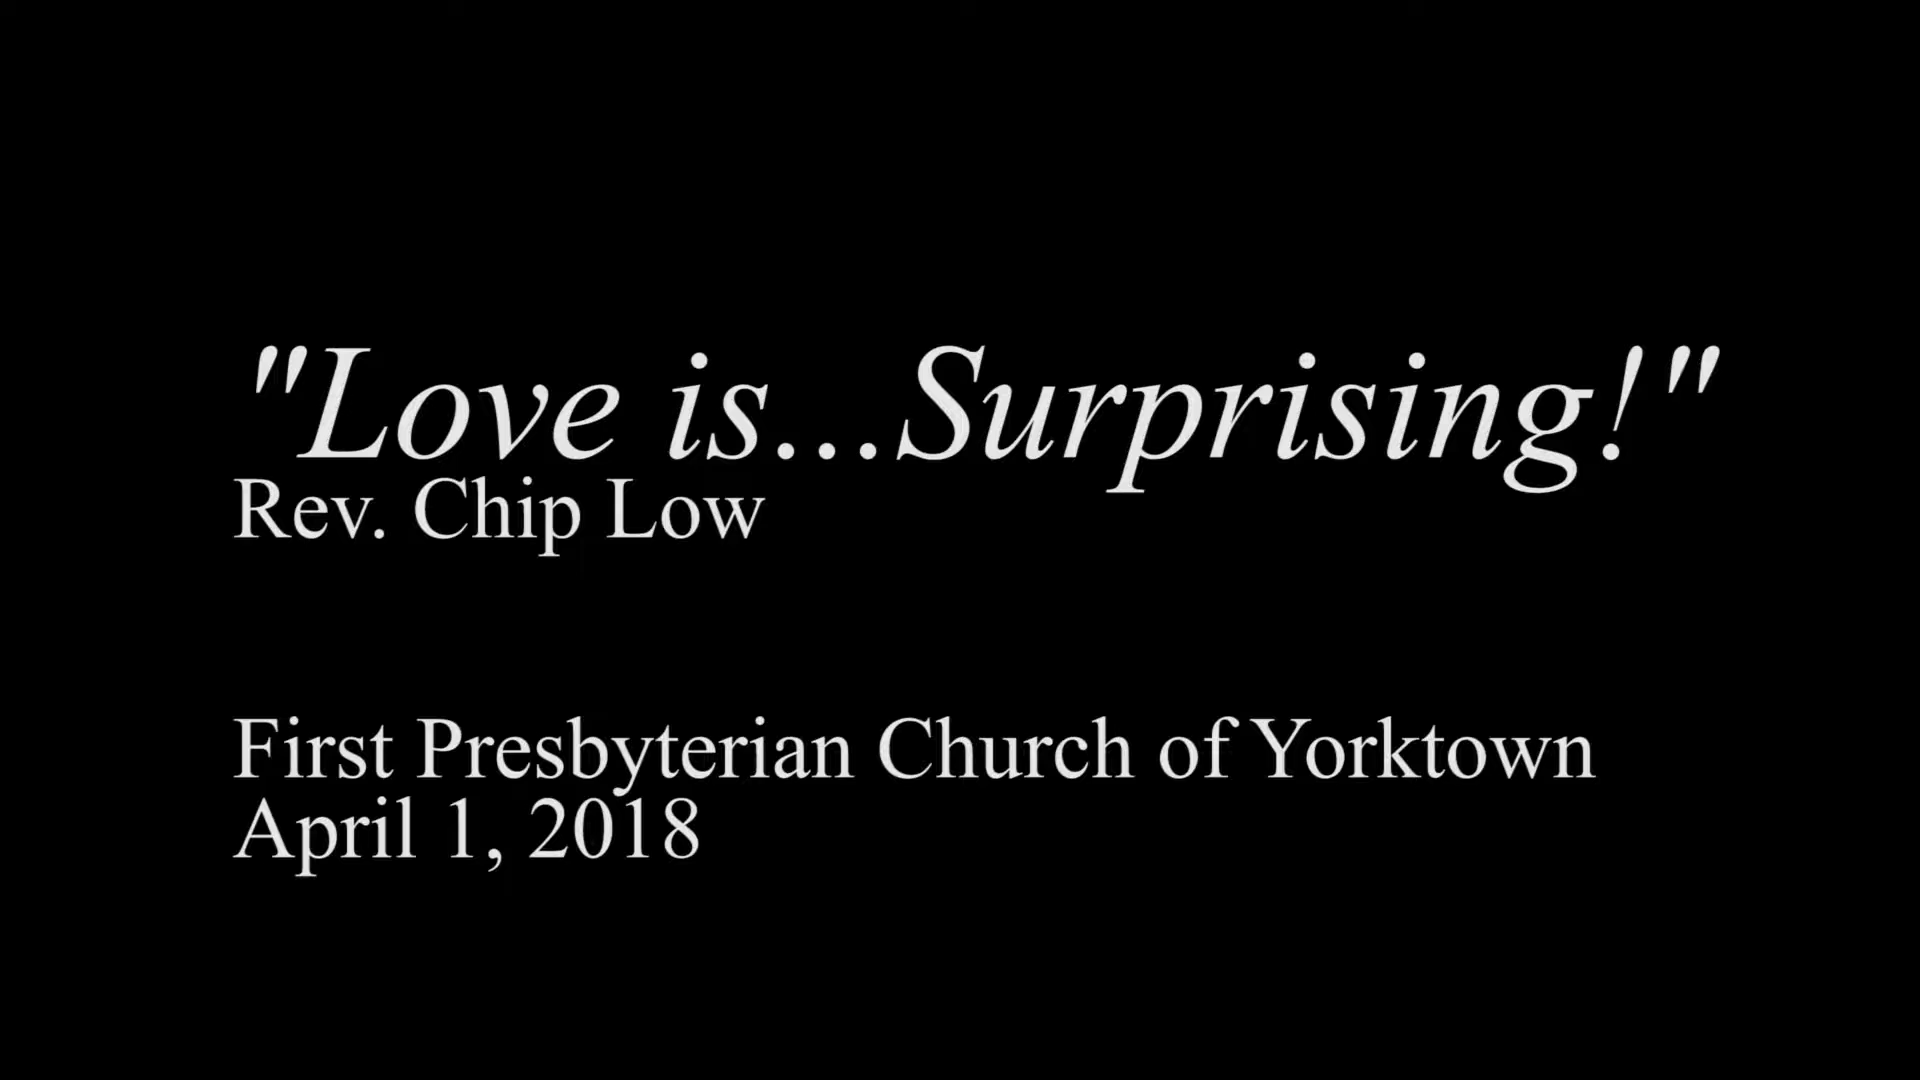 "Love is...Surprising!"
Rev. Chip Low
First Presbyterian Church of Yorktown
April 1, 2018